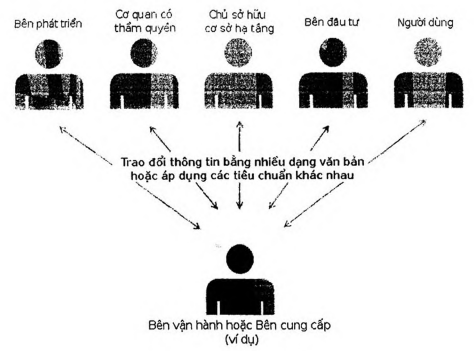 Bên phát triển
Cơ quan có
thẩm quyền
Chủ sở hữu
cơ sở hạ tầng
Bên đầu tư
Người dùng
Trao đổi thông tin bằng nhiều dạng văn bản
hoặc áp dụng các tiêu chuẩn khác nhau
Bên vận hành hoặc Bên cung cấp
(ví dụ)